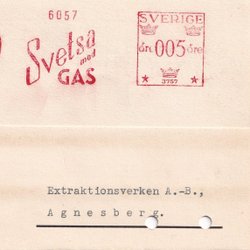 6057
Svetsa
med
GAS
SVERIGE
öre 005 öre
3757
Extraktionsverken A.-B.,
Agnesberg.